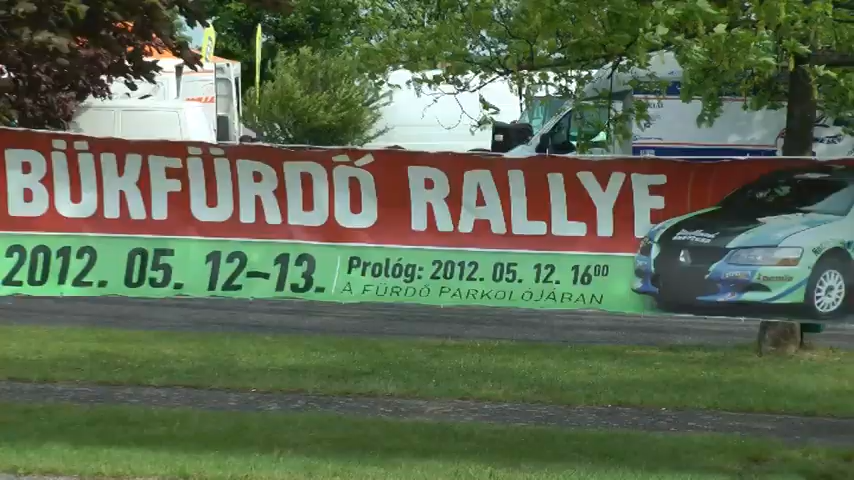 BÜKFÜRDŐ RALLYE
2012. 05. 12-13.
Prológ: 2012. 05. 12. 16⁰⁰
A FÜRDŐ PARKOLÓJÁBAN